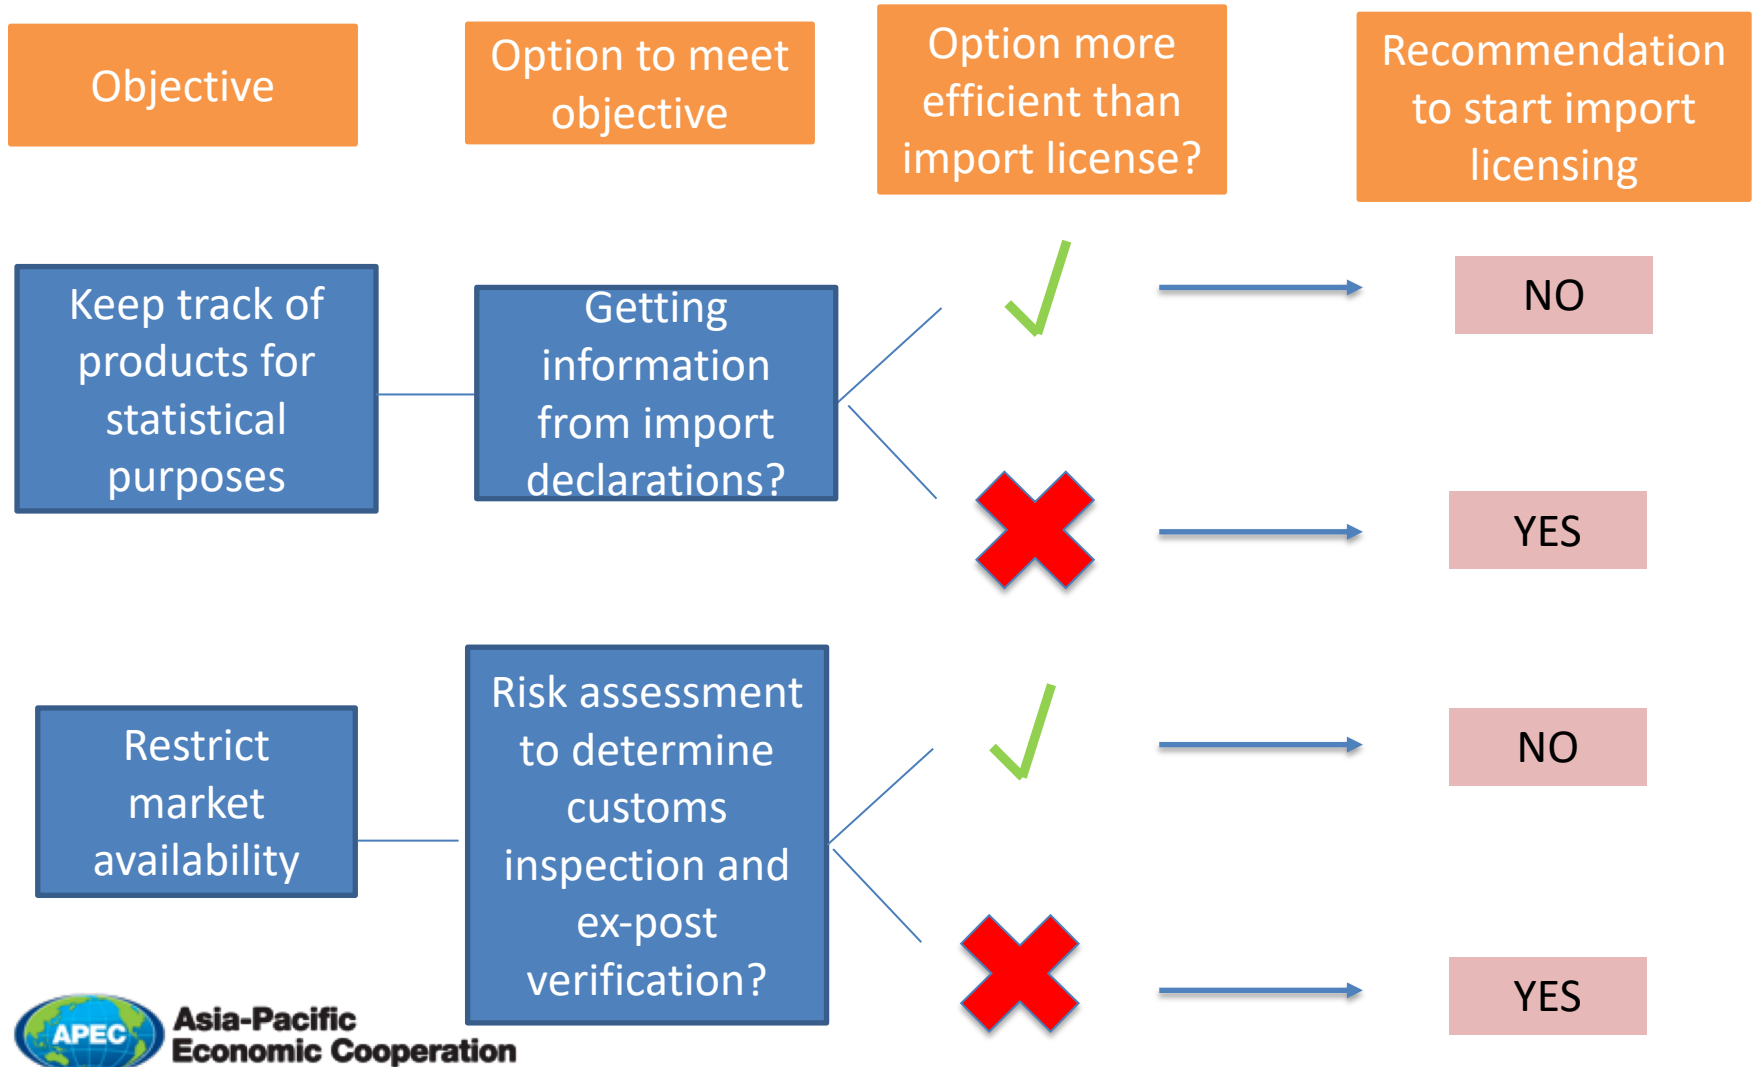 Objective
Option to meet
objective
Option more
efficient than
import license?
Recommendation
to start import
licensing
Keep track of
products for
statistical
purposes
Getting
information
from import
declarations?
NO
YES
Restrict
market
availability
Risk assessment
to determine
customs
inspection and
ex-post
verification?
NO
YES
APEC
Asia-Pacific
Economic Cooperation